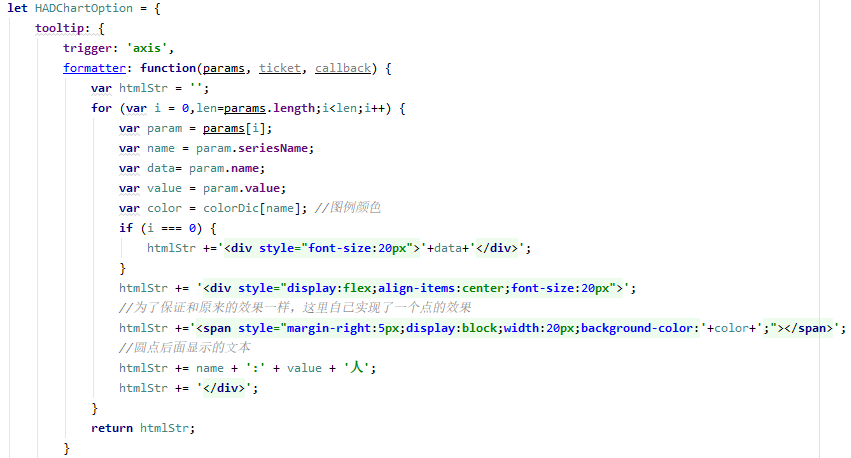 let HADChartOption = {
tooltip: {
trigger: 'axis',
formatter: function(params, ticket, callback) {
var htmlStr = '';
for (var i = 0,len=params.length;i<len;i++) {
var param = params[i];
var name = param.seriesName;
var data= param.name;
var value = param.value;
var color = colorDic[name]; //图例颜色
if (i === 0) {
htmlStr +='<div style="font-size:20px">'+data+'</div>';
}
htmlStr += '<div style="display:flex;align-items:center;font-size:20px">';
//为了保证和原来的效果一样，这里自己实现了一个点的效果
htmlStr +='<span style="margin-right:5px;display:block;width:20px;background-color:'+color+';"></span>';
//圆点后面显示的文本
htmlStr += name + ':' + value + '人';
htmlStr += '</div>';
}
return htmlStr;
}